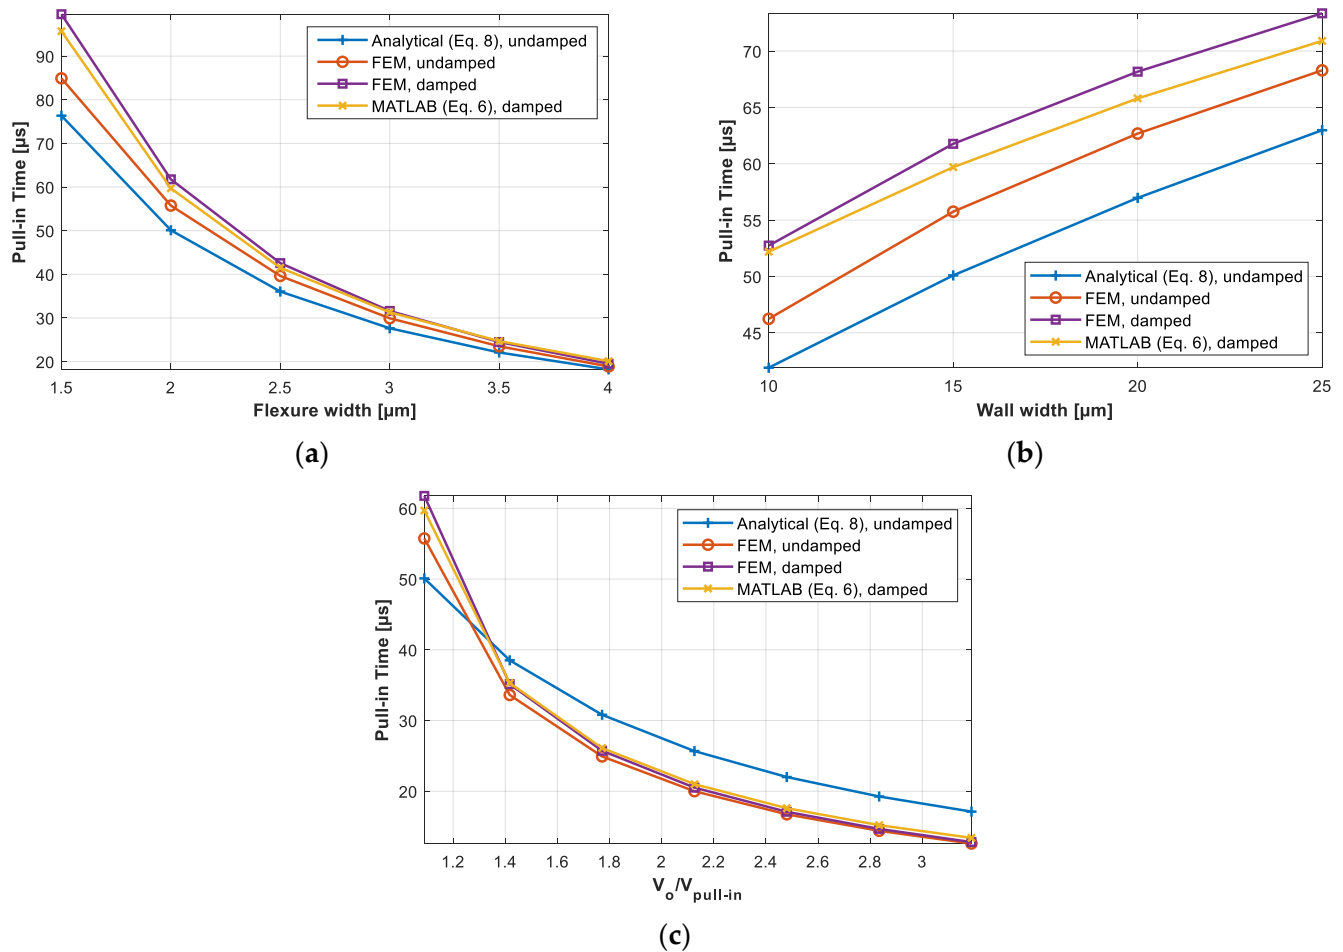 Analytical (Eq. 8), undamped
FEM, undamped
FEM, damped
MATLAB (Eq. 6), damped
90
80
70
60
50
40
30
20
Pull-in Time [µs]
1.5 2 2.5 3 3.5 4
Flexure width [µm]
(a)
70
65
60
55
50
45
Pull-in Time [µs]
Analytical (Eq. 8), undamped
FEM, undamped
FEM, damped
MATLAB (Eq. 6), damped
10 15 20 25
Wall width [µm]
(b)
60
50
40
30
20
Pull-in Time [µs]
Analytical (Eq. 8), undamped
FEM, undamped
FEM, damped
MATLAB (Eq. 6), damped
1.2 1.4 1.6 1.8 2 2.2 2.4 2.6 2.8 3
Vo/Vpull-in
(c)